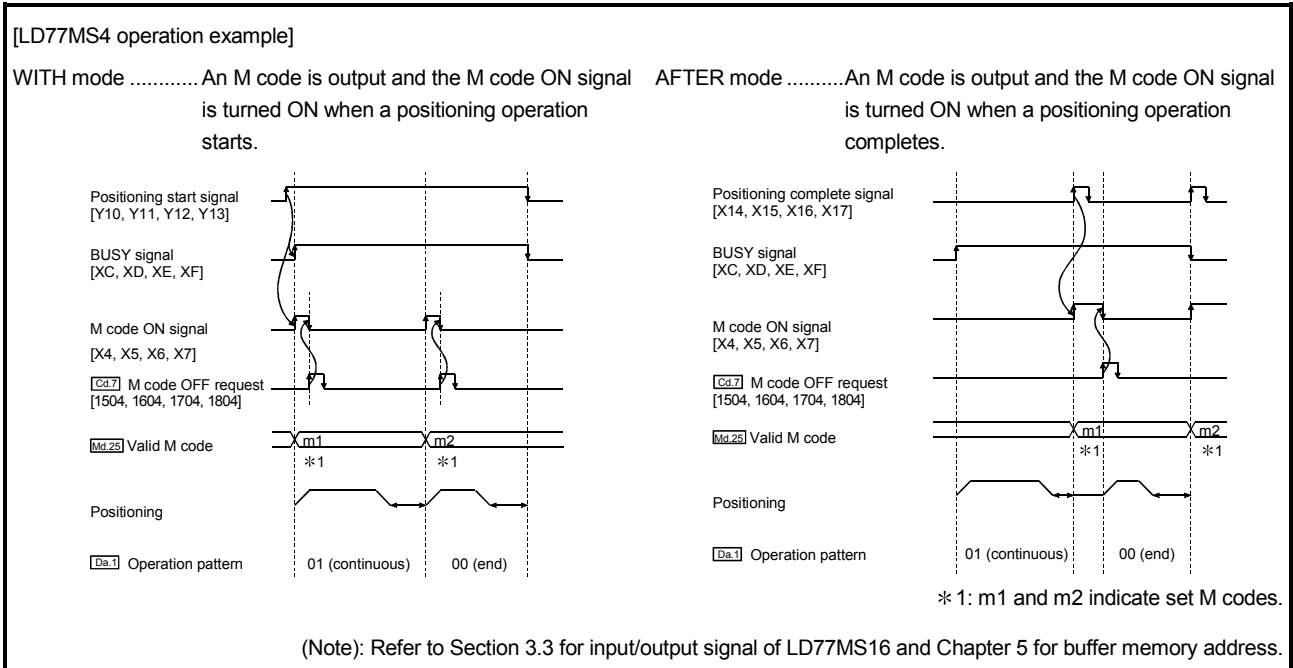 [LD77MS4 operation example]
WITH mode ............ An M code is output and the M code ON signal
is turned ON when a positioning operation
starts.
Positioning start signal
[Y10, Y11, Y12, Y13]
BUSY signal
[XC, XD, XE, XF]
M code ON signal
[X4, X5, X6, X7]
Cd.7 M code OFF request
[1504, 1604, 1704, 1804]
Md.25 Valid M code
m1 m2
*1 *1
Positioning
Da.1 Operation pattern 01 (continuous) 00 (end)
AFTER mode ..........An M code is output and the M code ON signal
is turned ON when a positioning operation
completes.
Positioning complete signal
[X14, X15, X16, X17]
BUSY signal
[XC, XD, XE, XF]
M code ON signal
[X4, X5, X6, X7]
Cd.7 M code OFF request
[1504, 1604, 1704, 1804]
Md.25 Valid M code
m1 m2
*1 *1
Positioning
Da.1 Operation pattern 01 (continuous) 00 (end)
*1: m1 and m2 indicate set M codes.
(Note): Refer to Section 3.3 for input/output signal of LD77MS16 and Chapter 5 for buffer memory address.